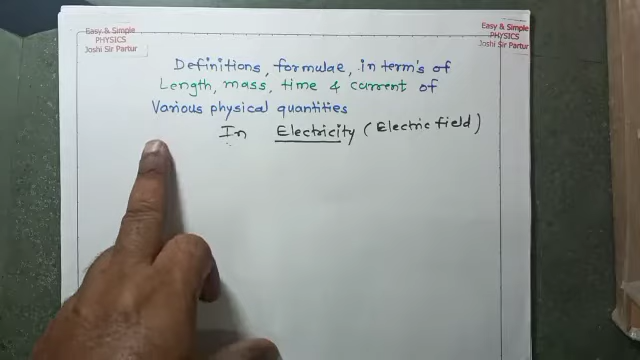 Easy & Simple
PHYSICS
Joshi Sir Partur
Easy & Simple
PHYSICS
Joshi Sir Partur
Definitions, formulae, in term's of
Length, mass, time & current of
Various physical quantities
In Electricity (Electric field)